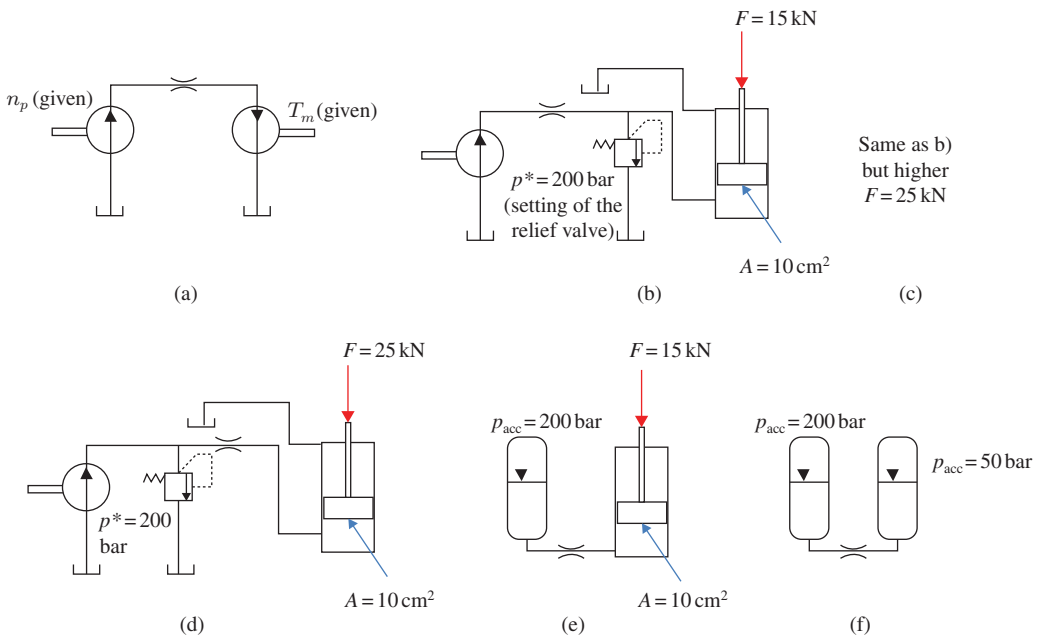 n_p (given)
T_m (given)
(a)
F = 15 kN
p* = 200 bar
(setting of the
relief valve)
A = 10 cm²
(b)
Same as b)
but higher
F = 25 kN
(c)
F = 25 kN
p* = 200
bar
A = 10 cm²
(d)
F = 15 kN
p_acc = 200 bar
A = 10 cm²
(e)
p_acc = 200 bar
p_acc = 50 bar
(f)